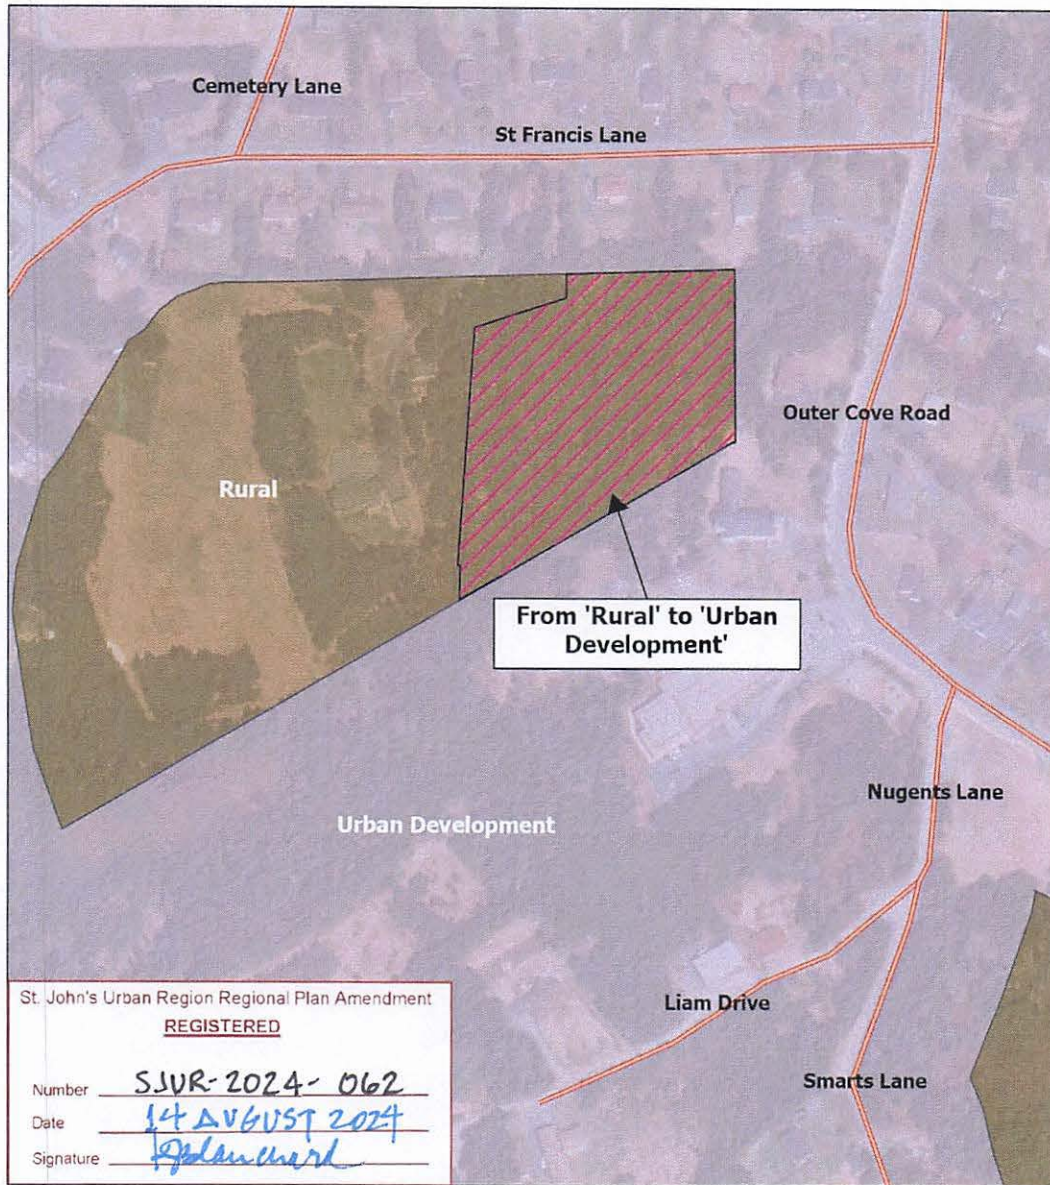 Cemetery Lane
St Francis Lane
Outer Cove Road
Rural
From 'Rural' to 'Urban
Development'
Nugents Lane
Urban Development
Liam Drive
Smarts Lane
St. John's Urban Region Regional Plan Amendment
REGISTERED
Number SJUR-2024-062
Date 14 AUGUST 2024
Signature